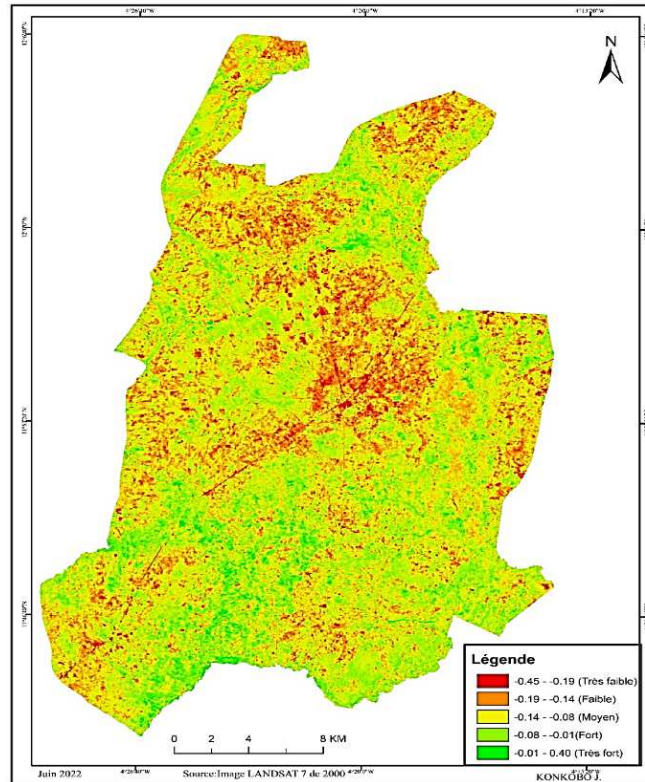 N
Légende
-0.45 - -0.19 (Très faible)
-0.19 - -0.14 (Faible)
-0.14 - -0.08 (Moyen)
-0.08 - -0.01(Fort)
-0.01 - 0.40 (Très fort)
0 2 4 8 KM
Juin 2022
Source:Image LANDSAT 7 de 2000
KONKOBO J.